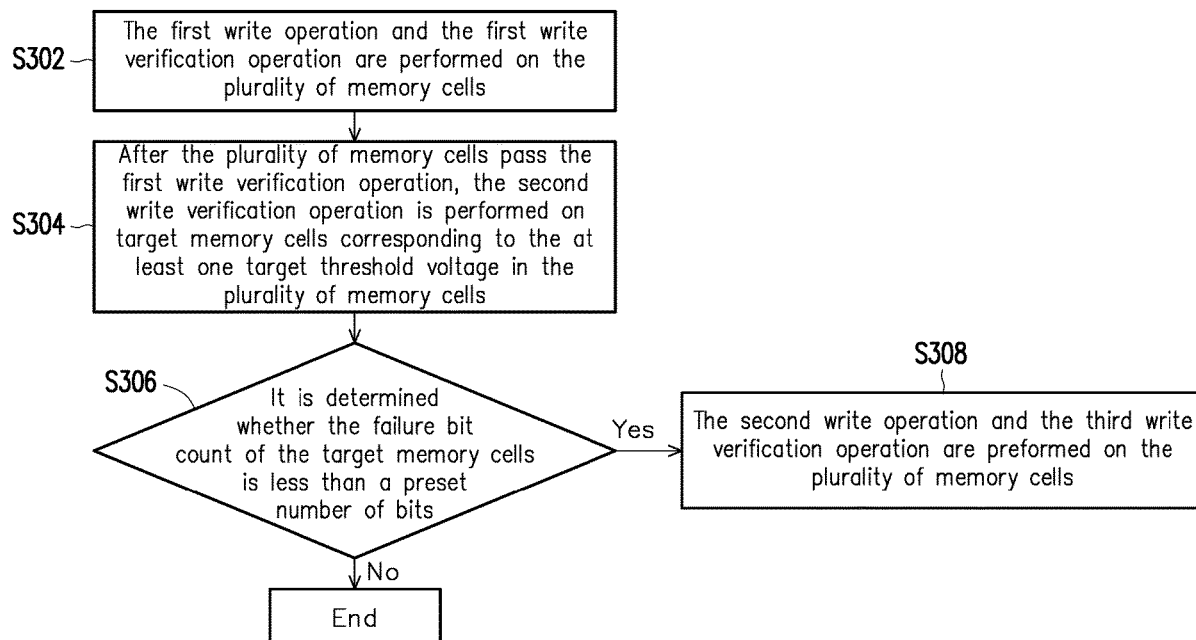 The first write operation and the first write
verification operation are performed on the
plurality of memory cells
S302
After the plurality of memory cells pass the
first write verification operation, the second
write verification operation is performed on
target memory cells corresponding to the at
least one target threshold voltage in the
plurality of memory cells
S304
S306
It is determined
whether the failure bit
count of the target memory cells
is less than a preset
number of bits
Yes
S308
The second write operation and the third write
verification operation are preformed on the
plurality of memory cells
No
End